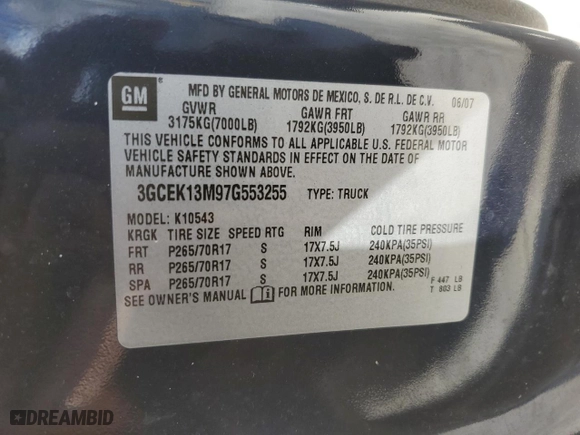 GM
MFD BY GENERAL MOTORS DE MEXICO, S. DE R.L. DE C.V. 06/07
GVWR GAWR FRT GAWR RR
3175KG(7000LB) 1792KG(3950LB) 1792KG(3950LB)
THIS VEHICLE CONFORMS TO ALL APPLICABLE U.S. FEDERAL MOTOR
VEHICLE SAFETY STANDARDS IN EFFECT ON THE DATE OF
MANUFACTURE SHOWN ABOVE.
3GCEK13M97G553255 TYPE: TRUCK
MODEL: K10543
KRGK TIRE SIZE SPEED RTG RIM COLD TIRE PRESSURE
FRT P265/70R17 S 17X7.5J 240KPA(35PSI)
RR P265/70R17 S 17X7.5J 240KPA(35PSI)
SPA P265/70R17 S 17X7.5J 240KPA(35PSI)
SEE OWNER'S MANUAL FOR MORE INFORMATION.
F 447 LB
T 803 LB
DREAMBID